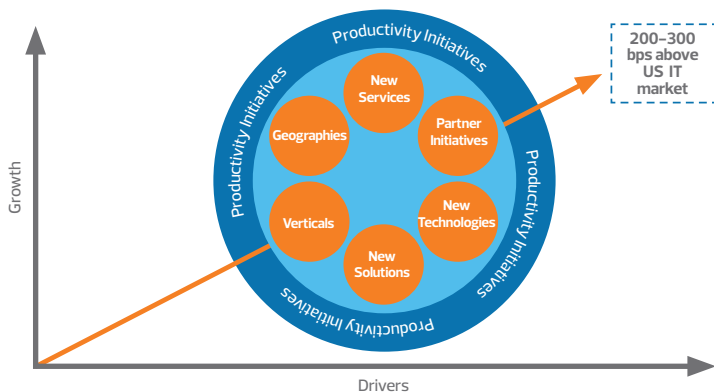 Growth
Productivity Initiatives
Productivity Initiatives
Productivity Initiatives
Productivity Initiatives
New
Services
Geographies
Partner
Initiatives
Verticals
New
Technologies
New
Solutions
200–300
bps above
US IT
market
Drivers